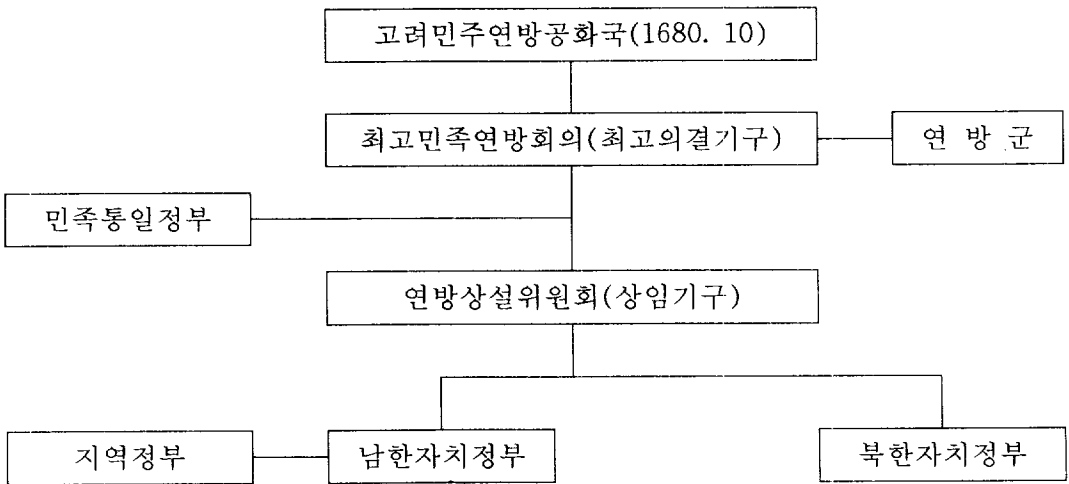 고려민주연방공화국(1680. 10)
최고민족연방회의(최고의결기구)
연 방 군
민족통일정부
연방상설위원회(상임기구)
지역정부
남한자치정부
북한자치정부